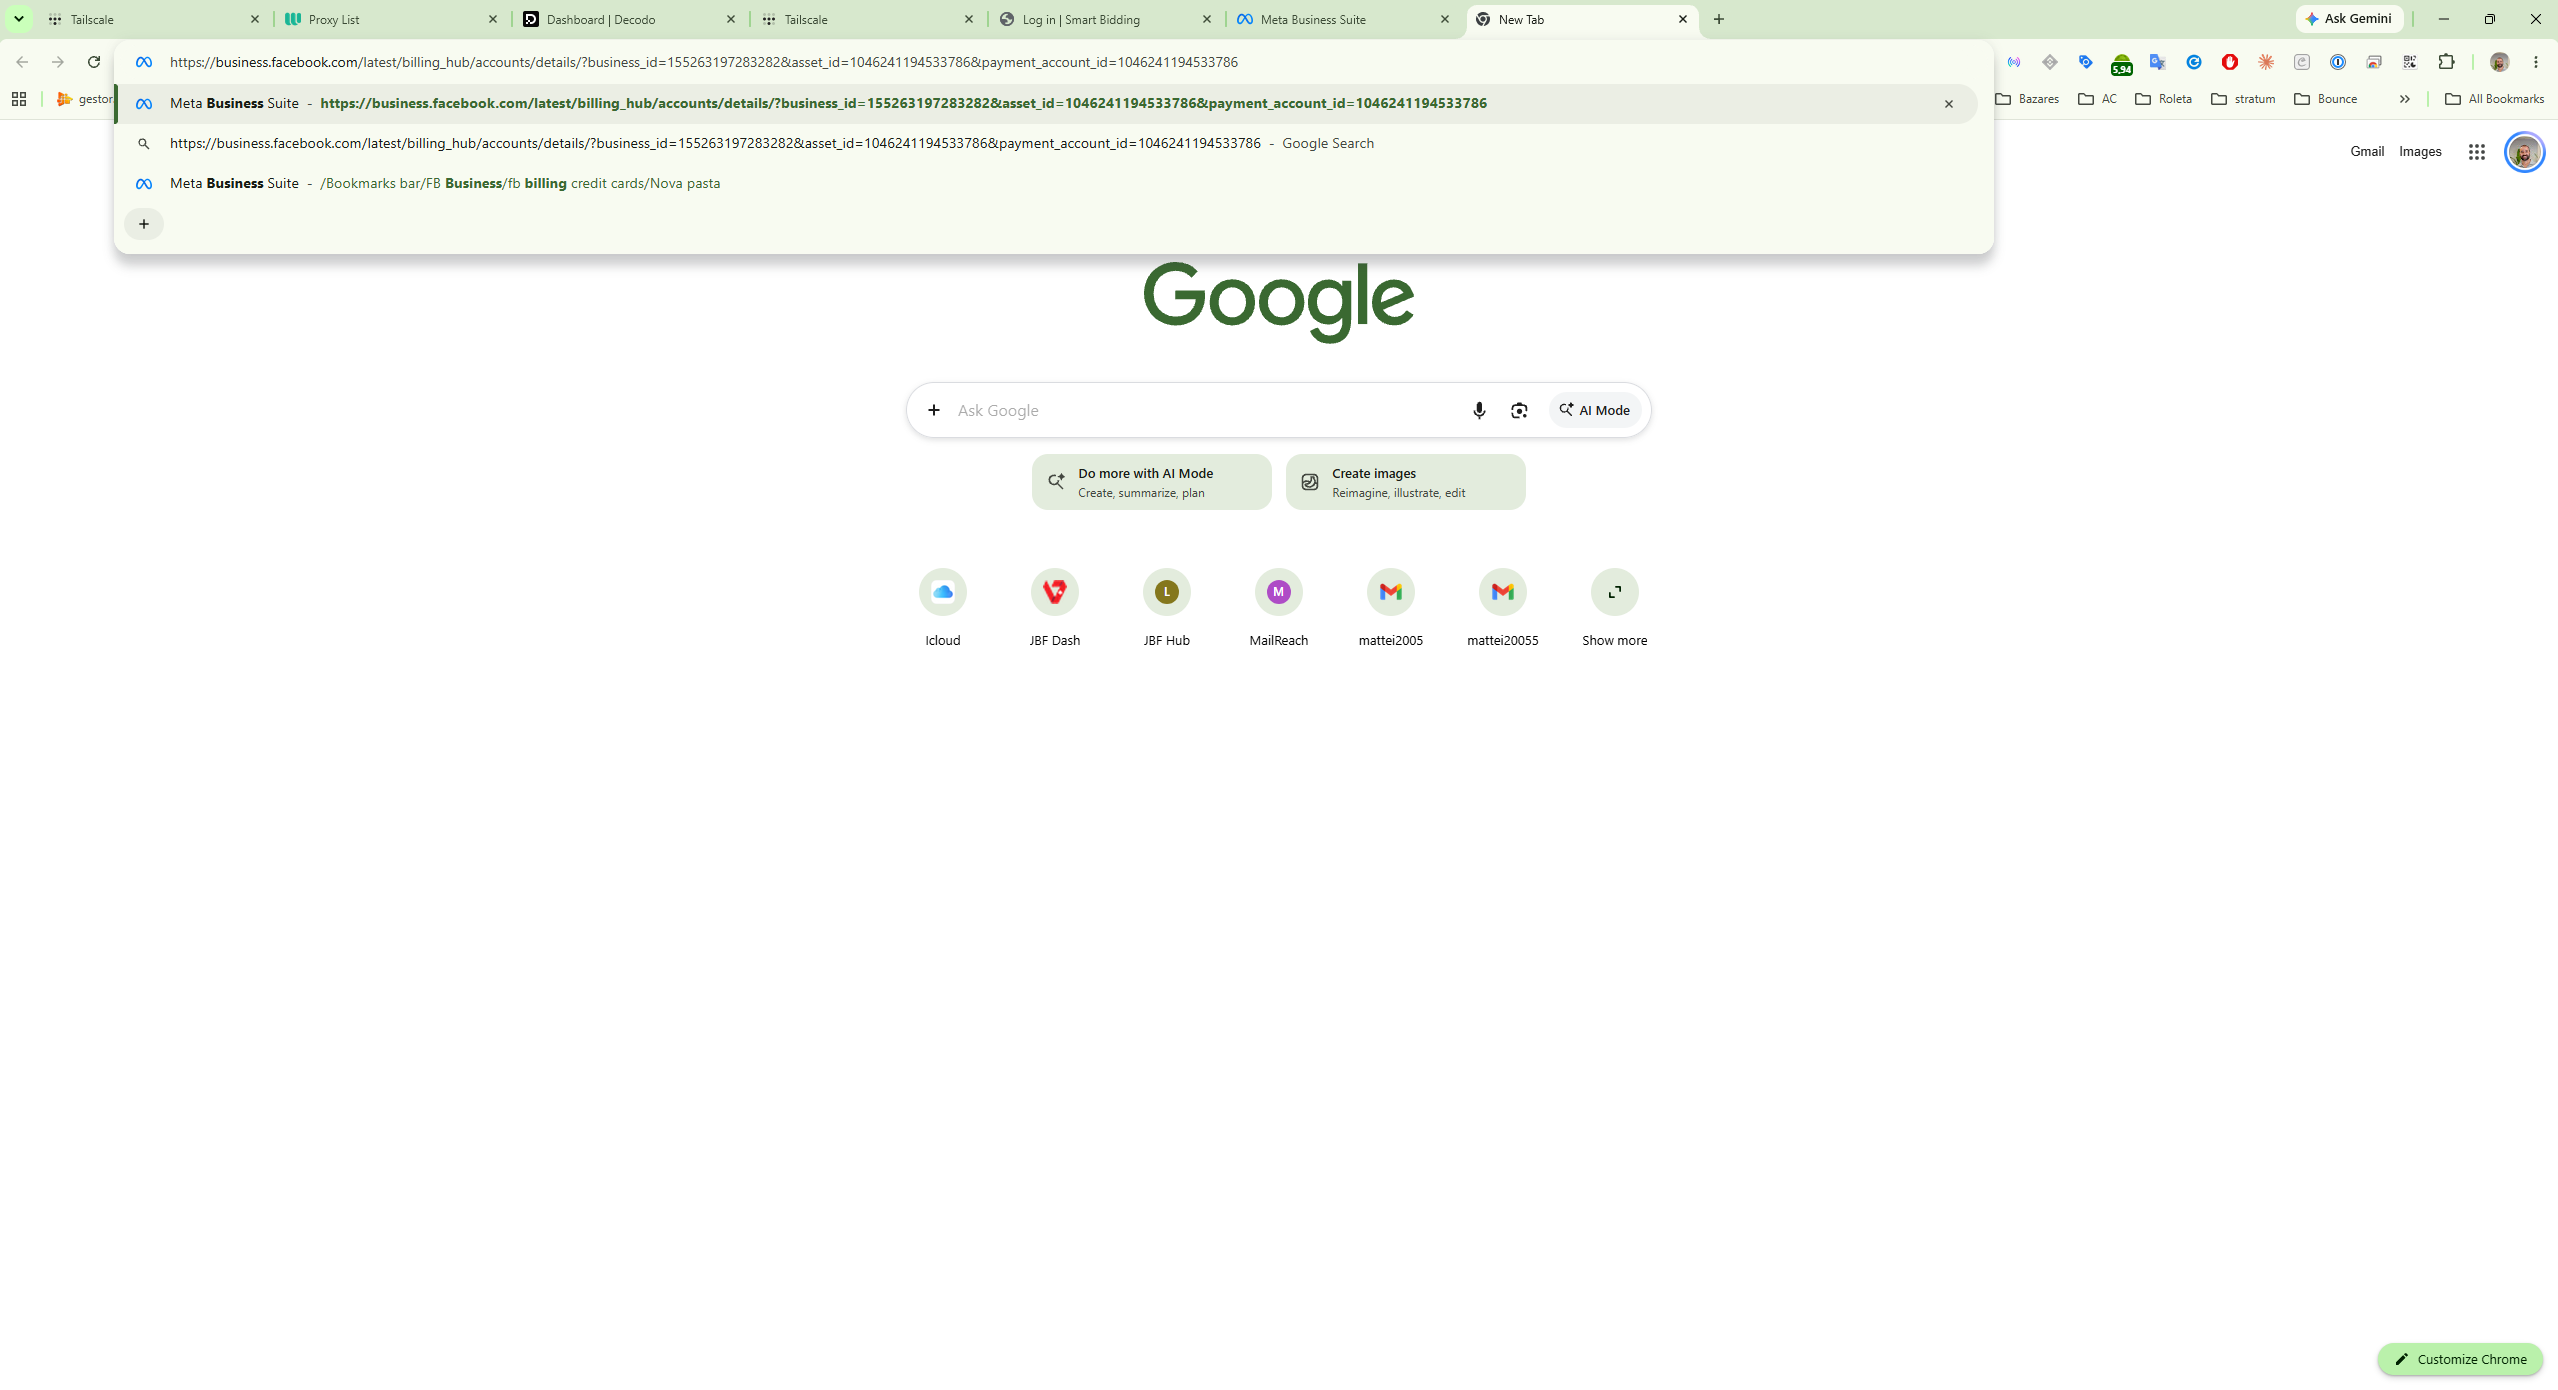 Tailscale
Proxy List
Dashboard | Decodo
Tailscale
Log in | Smart Bidding
Meta Business Suite
New Tab
Ask Gemini
https://business.facebook.com/latest/billing_hub/accounts/details/?business_id=155263197283282&asset_id=1046241194533786&payment_account_id=1046241194533786
5,94
gestor
Meta Business Suite - https://business.facebook.com/latest/billing_hub/accounts/details/?business_id=155263197283282&asset_id=1046241194533786&payment_account_id=1046241194533786
Bazares
AC
Roleta
stratum
Bounce
All Bookmarks
https://business.facebook.com/latest/billing_hub/accounts/details/?business_id=155263197283282&asset_id=1046241194533786&payment_account_id=1046241194533786 - Google Search
Meta Business Suite - /Bookmarks bar/FB Business/fb billing credit cards/Nova pasta
Gmail
Images
Google
Ask Google
AI Mode
Do more with AI Mode
Create, summarize, plan
Create images
Reimagine, illustrate, edit
L
M
Icloud
JBF Dash
JBF Hub
MailReach
mattei2005
mattei20055
Show more
Customize Chrome